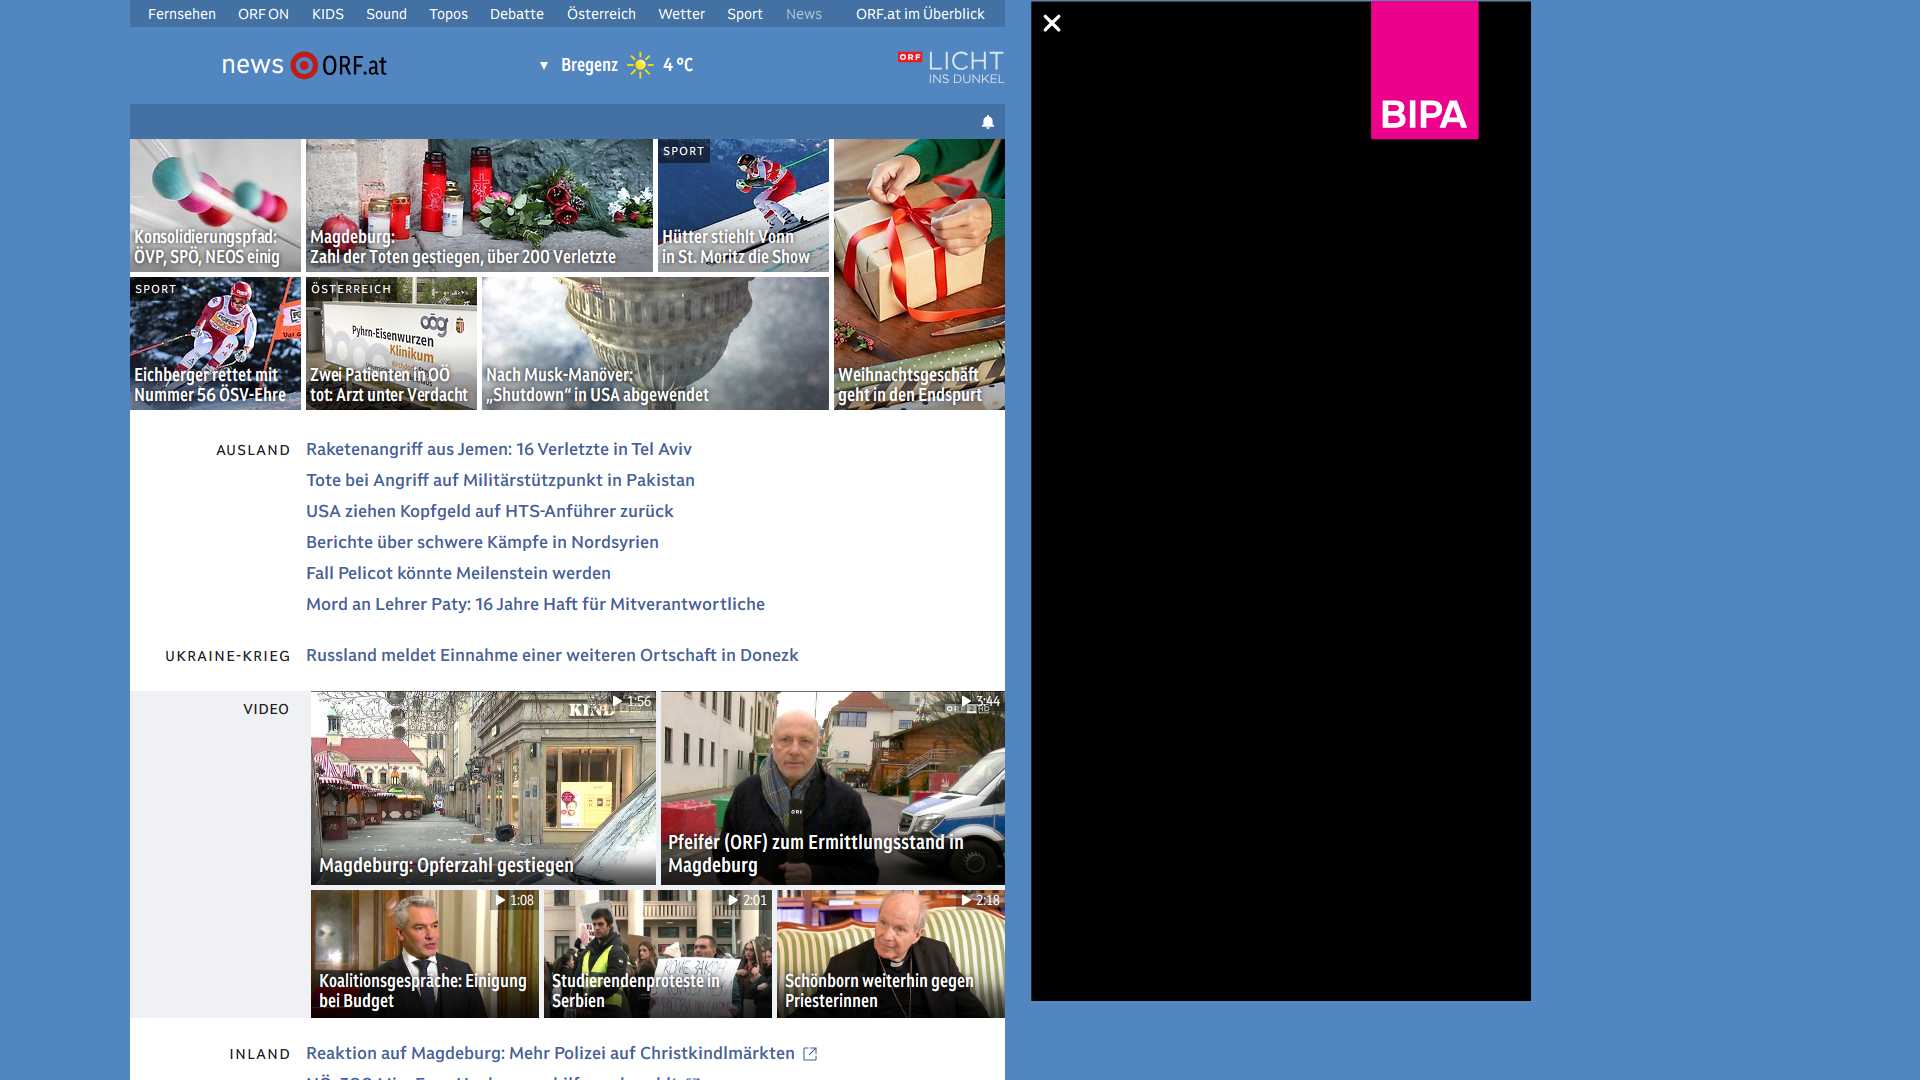 Fernsehen ORF ON KIDS Sound Topos Debatte Österreich Wetter Sport News ORF.at im Überblick
news ORF.at
Bregenz 4 °C
ORF LICHT
INS DUNKEL
BIPA
Konsolidierungspfad:
ÖVP, SPÖ, NEOS einig
Magdeburg:
Zahl der Toten gestiegen, über 200 Verletzte
SPORT
Hütter stiehlt Vonn
in St. Moritz die Show
SPORT
Eichberger rettet mit
Nummer 56 ÖSV-Ehre
ÖSTERREICH
Pyhrn-Eisenwurzen
Klinikum
Zwei Patienten in OÖ
tot: Arzt unter Verdacht
Nach Musk-Manöver:
„Shutdown“ in USA abgewendet
Weihnachtsgeschäft
geht in den Endspurt
AUSLAND
Raketenangriff aus Jemen: 16 Verletzte in Tel Aviv
Tote bei Angriff auf Militärstützpunkt in Pakistan
USA ziehen Kopfgeld auf HTS-Anführer zurück
Berichte über schwere Kämpfe in Nordsyrien
Fall Pelicot könnte Meilenstein werden
Mord an Lehrer Paty: 16 Jahre Haft für Mitverantwortliche
UKRAINE-KRIEG
Russland meldet Einnahme einer weiteren Ortschaft in Donezk
VIDEO
1:56
Magdeburg: Opferzahl gestiegen
3:44
Pfeifer (ORF) zum Ermittlungsstand in
Magdeburg
1:08
Koalitionsgespräche: Einigung
bei Budget
2:01
Studierendenproteste in
Serbien
2:18
Schönborn weiterhin gegen
Priesterinnen
INLAND
Reaktion auf Magdeburg: Mehr Polizei auf Christkindlmärkten